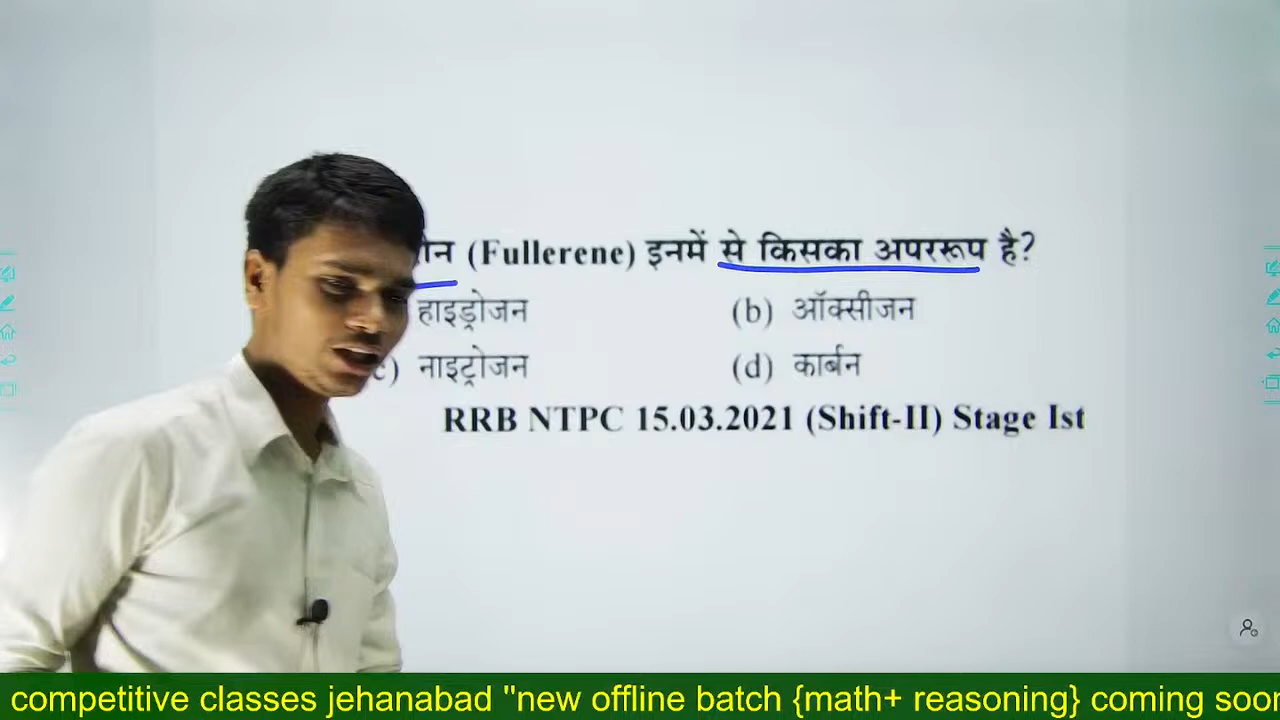 (Fullerene) इनमें से किसका अपररूप है?
हाइड्रोजन (b) ऑक्सीजन
नाइट्रोजन (d) कार्बन
RRB NTPC 15.03.2021 (Shift-II) Stage Ist
competitive classes jehanabad "new offline batch {math+ reasoning} coming soon